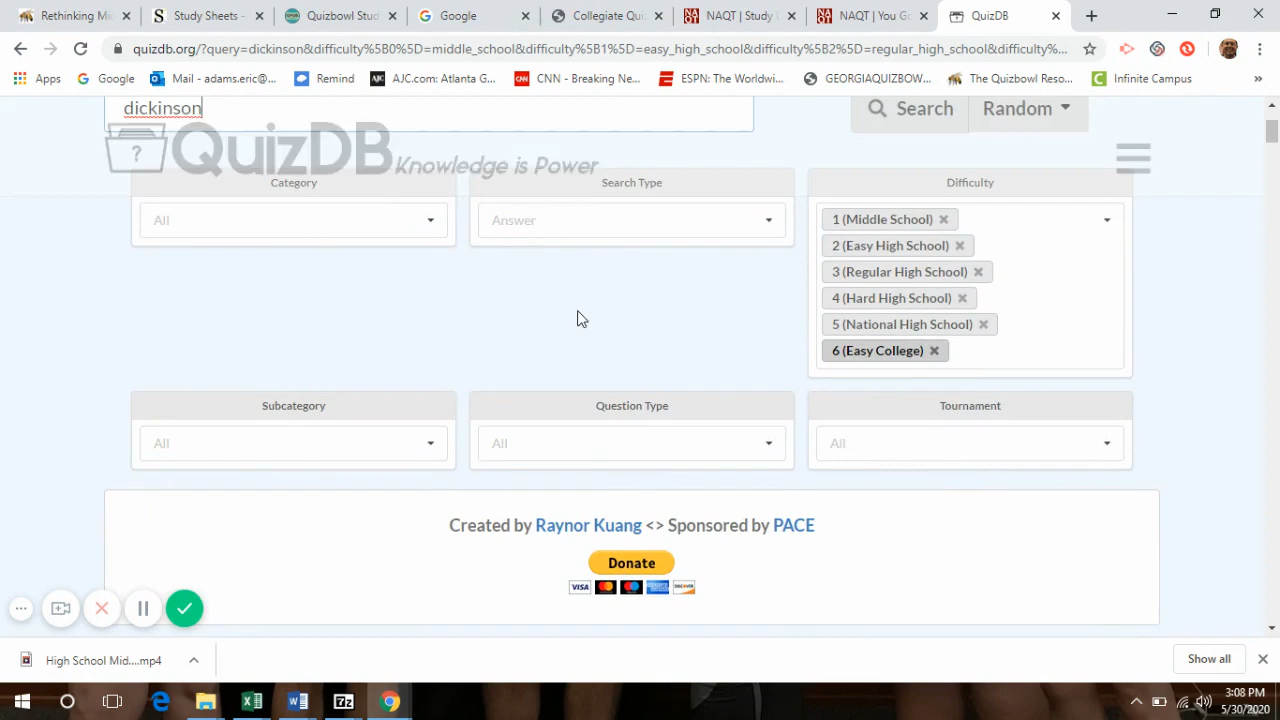 Rethinking Mi
Study Sheets –
Quizbowl Stud
Google
Collegiate Qui
NAQT | Study
NAQT | You Go
QuizDB
quizdb.org/?query=dickinson&difficulty%5B0%5D=middle_school&difficulty%5B1%5D=easy_high_school&difficulty%5B2%5D=regular_high_school&difficulty%...
Apps
Google
Mail - adams.eric@...
Remind
AJC.com: Atlanta G...
CNN - Breaking Ne...
ESPN: The Worldwi...
GEORGIAQUIZBOW...
The Quizbowl Reso...
Infinite Campus
»
dickinson
Search
Random
QuizDB Knowledge is Power
Category
All
Search Type
Answer
Difficulty
1 (Middle School)
2 (Easy High School)
3 (Regular High School)
4 (Hard High School)
5 (National High School)
6 (Easy College)
Subcategory
All
Question Type
All
Tournament
All
Created by Raynor Kuang <> Sponsored by PACE
Donate
VISA
DISCOVER
High School Mid....mp4
Show all
3:08 PM
5/30/2020